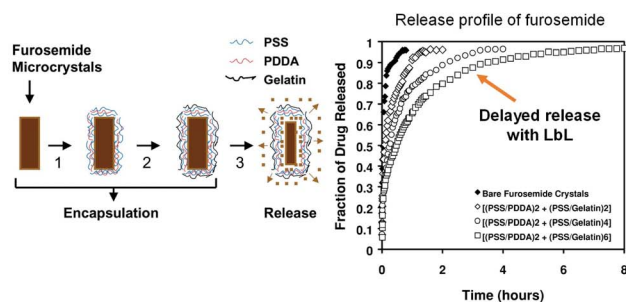 Furosemide
Microcrystals
PSS
PDDA
Gelatin
1
2
3
Encapsulation
Release
Release profile of furosemide
Fraction of Drug Released
1
0.9
0.8
0.7
0.6
0.5
0.4
0.3
0.2
0.1
0
Delayed release
with LbL
Bare Furosemide Crystals
[(PSS/PDDA)2 + (PSS/Gelatin)2]
[(PSS/PDDA)2 + (PSS/Gelatin)4]
[(PSS/PDDA)2 + (PSS/Gelatin)6]
0 2 4 6 8
Time (hours)